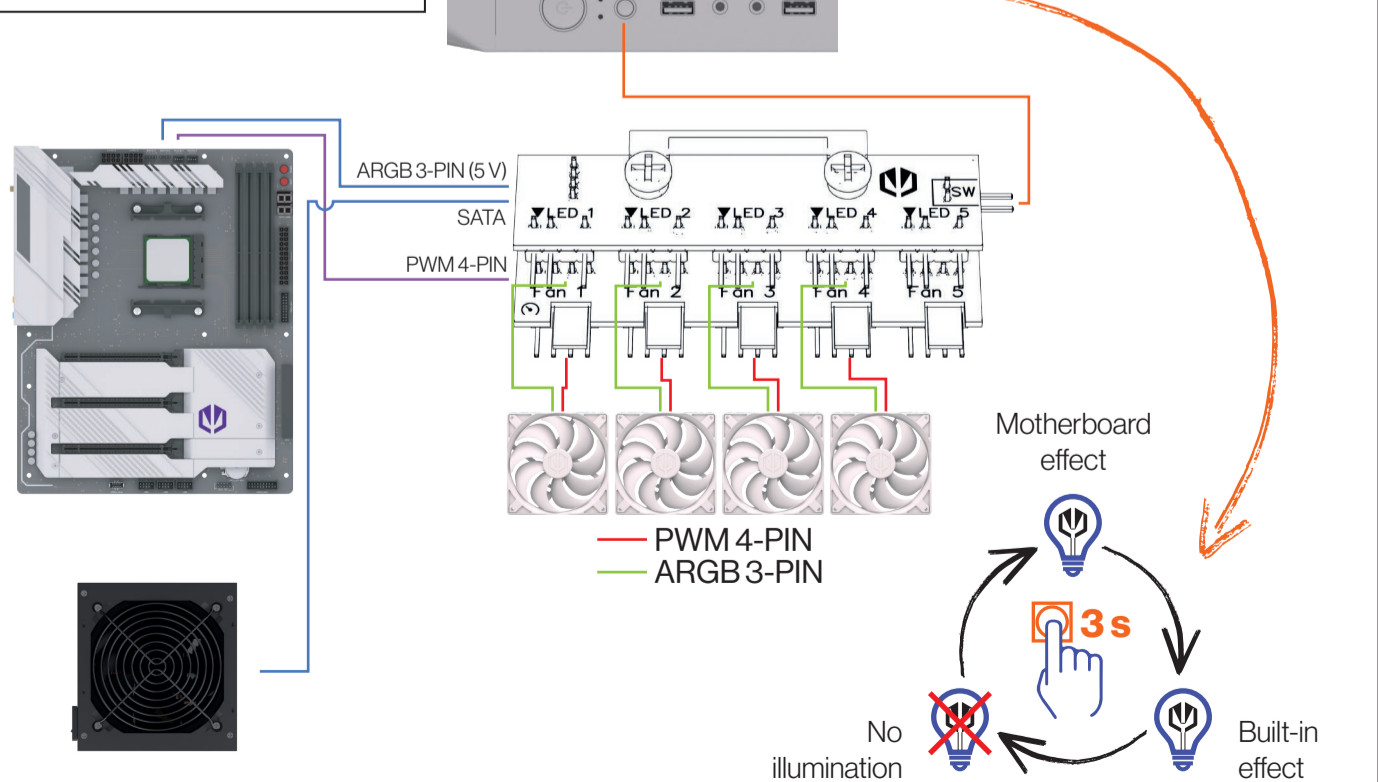 ARGB 3-PIN (5 V)
SATA
PWM 4-PIN
SW
LED 1
LED 2
LED 3
LED 4
LED 5
Fan 1
Fan 2
Fan 3
Fan 4
Fan 5
PWM 4-PIN
ARGB 3-PIN
Motherboard
effect
3 s
No
illumination
Built-in
effect